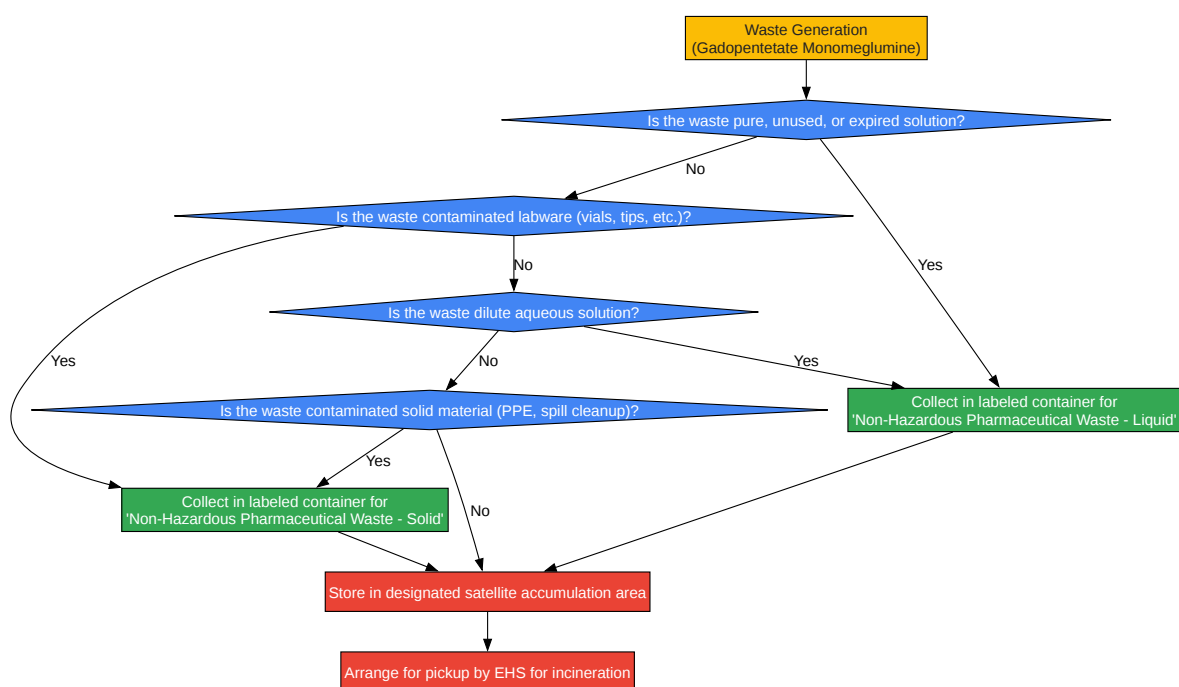 Waste Generation
(Gadopentetate Monomeglumine)
Is the waste pure, unused, or expired solution?
No
Is the waste contaminated labware (vials, tips, etc.)?
Yes
No
Is the waste dilute aqueous solution?
Yes
No
Yes
Is the waste contaminated solid material (PPE, spill cleanup)?
Collect in labeled container for
'Non-Hazardous Pharmaceutical Waste - Liquid'
Yes
No
Collect in labeled container for
'Non-Hazardous Pharmaceutical Waste - Solid'
Store in designated satellite accumulation area
Arrange for pickup by EHS for incineration